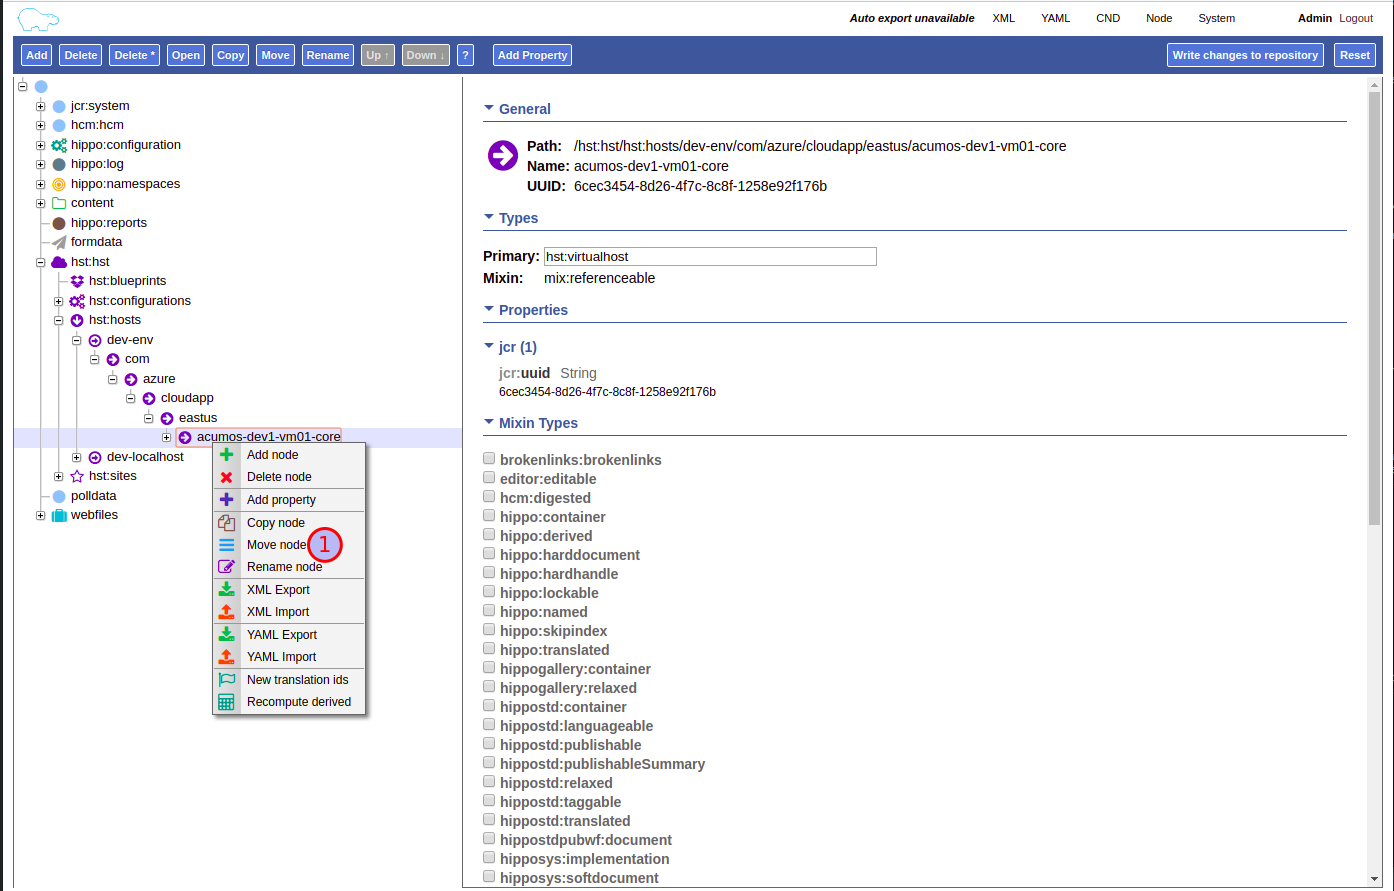 Auto export unavailable XML YAML CND Node System Admin Logout
Add Delete Delete * Open Copy Move Rename Up ↑ Down ↓ ? Add Property Write changes to repository Reset
jcr:system
hcm:hcm
hippo:configuration
hippo:log
hippo:namespaces
content
hippo:reports
formdata
hst:hst
hst:blueprints
hst:configurations
hst:hosts
dev-env
com
azure
cloudapp
eastus
acumos-dev1-vm01-core
dev-localhost
hst:sites
polldata
webfiles
Add node
Delete node
Add property
Copy node
Move node
1
Rename node
XML Export
XML Import
YAML Export
YAML Import
New translation ids
Recompute derived
General
Path: /hst:hst/hst:hosts/dev-env/com/azure/cloudapp/eastus/acumos-dev1-vm01-core
Name: acumos-dev1-vm01-core
UUID: 6cec3454-8d26-4f7c-8c8f-1258e92f176b
Types
Primary: hst:virtualhost
Mixin: mix:referenceable
Properties
jcr (1)
jcr:uuid String
6cec3454-8d26-4f7c-8c8f-1258e92f176b
Mixin Types
brokenlinks:brokenlinks
editor:editable
hcm:digested
hippo:container
hippo:derived
hippo:harddocument
hippo:hardhandle
hippo:lockable
hippo:named
hippo:skipindex
hippo:translated
hippogallery:container
hippogallery:relaxed
hippostd:container
hippostd:languageable
hippostd:publishable
hippostd:publishableSummary
hippostd:relaxed
hippostd:taggable
hippostd:translated
hippostdpubwf:document
hipposys:implementation
hipposys:softdocument